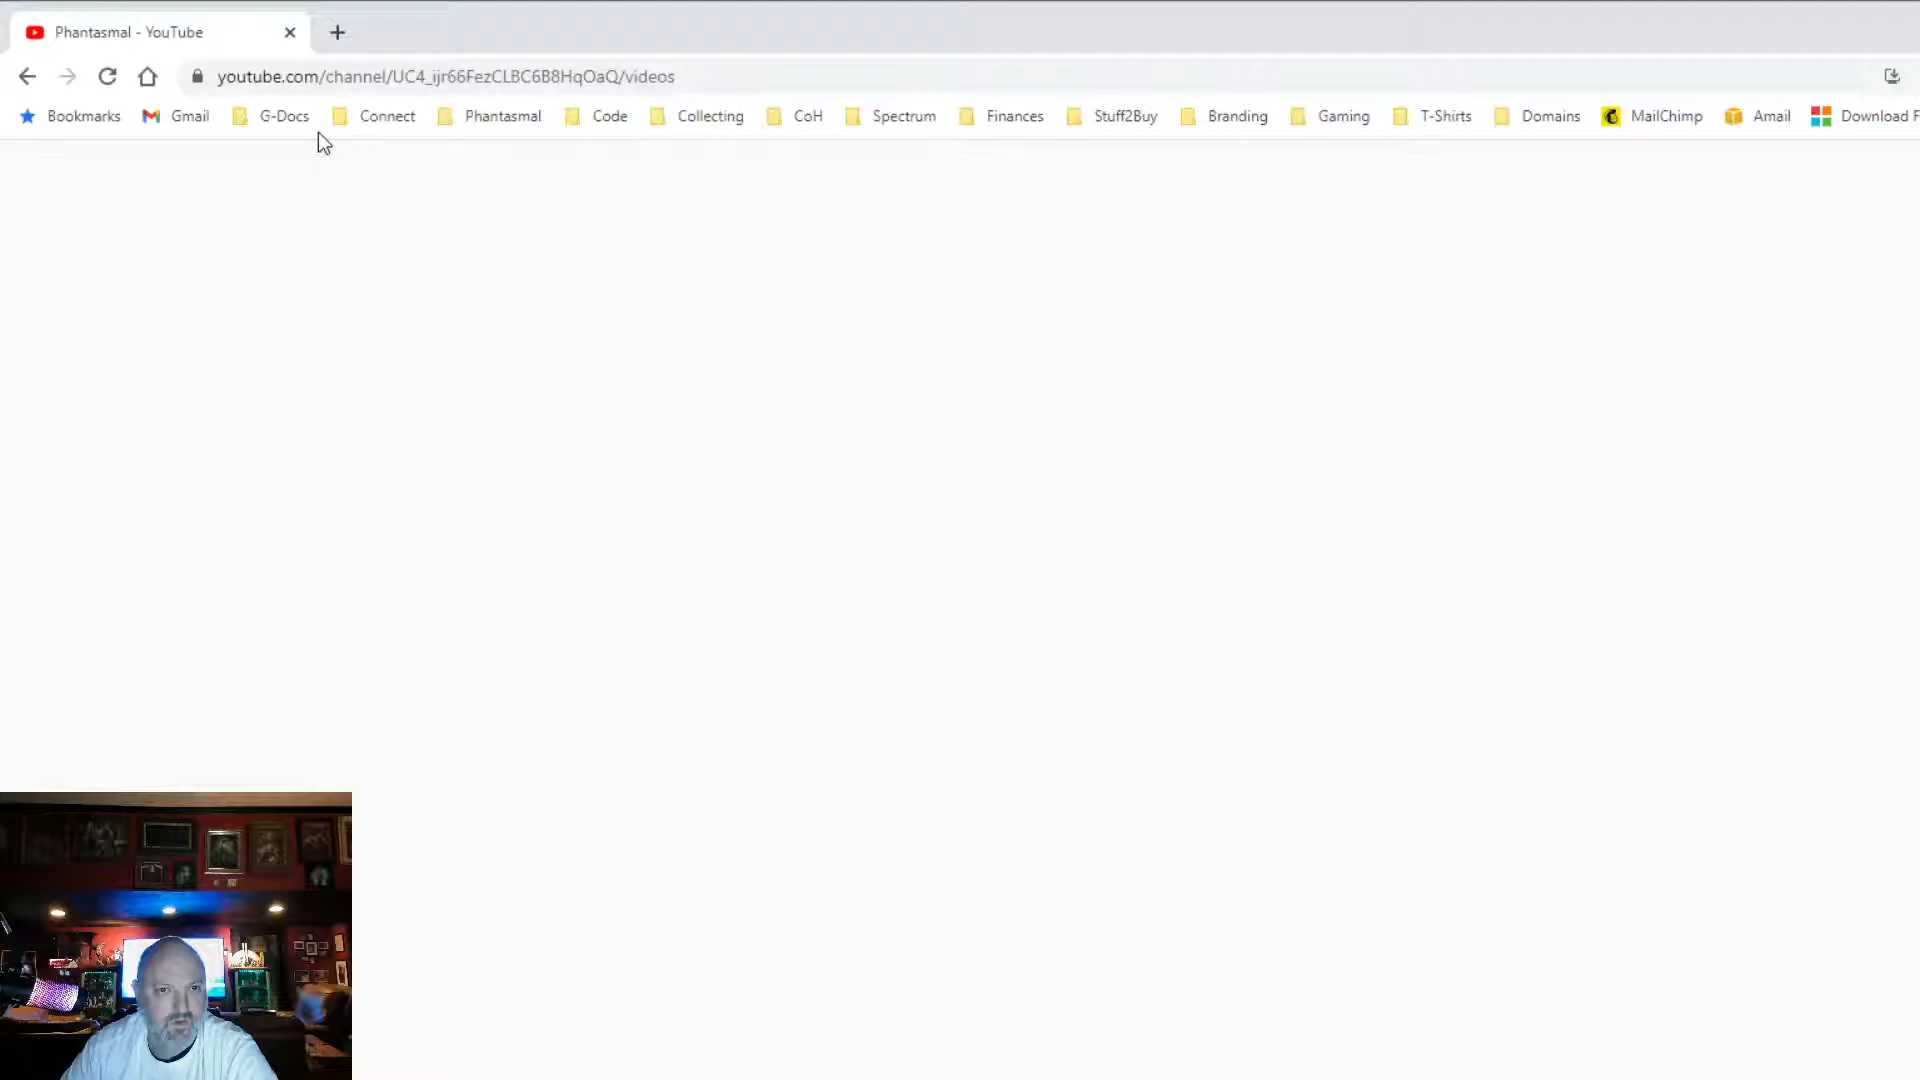 Phantasmal - YouTube
youtube.com/channel/UC4_ijr66FezCLBC6B8HqOaQ/videos
Bookmarks Gmail G-Docs Connect Phantasmal Code Collecting CoH Spectrum Finances Stuff2Buy Branding Gaming T-Shirts Domains MailChimp Amail Download F